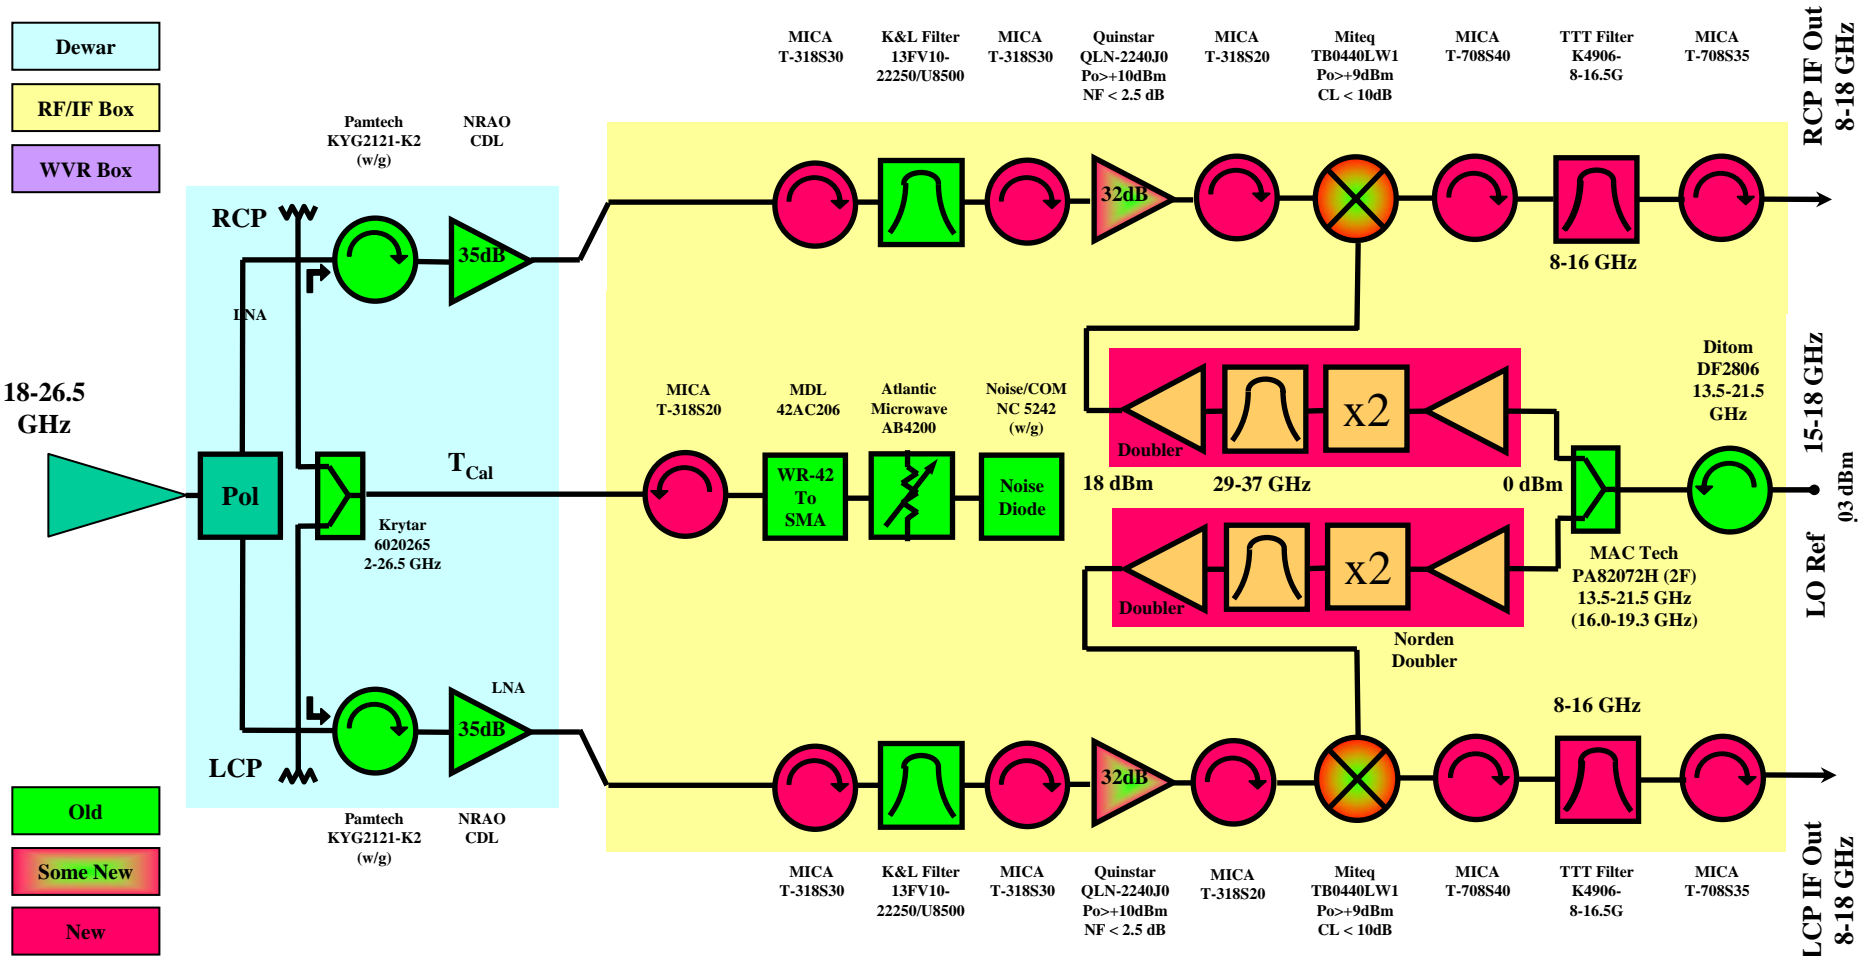 Dewar
RF/IF Box
WVR Box
MICA
T-318S30
K&L Filter
13FV10-
22250/U8500
MICA
T-318S30
Quinstar
QLN-2240J0
Po>+10dBm
NF < 2.5 dB
MICA
T-318S20
Miteq
TB0440LW1
Po>+9dBm
CL < 10dB
MICA
T-708S40
TTT Filter
K4906-
8-16.5G
MICA
T-708S35
RCP IF Out
8-18 GHz
Pamtech
KYG2121-K2
(w/g)
NRAO
CDL
RCP
35dB
LNA
32dB
8-16 GHz
18-26.5
GHz
Pol
T Cal
Krytar
6020265
2-26.5 GHz
MICA
T-318S20
MDL
42AC206
Atlantic
Microwave
AB4200
Noise/COM
NC 5242
(w/g)
WR-42
To
SMA
Noise
Diode
x2
Doubler
18 dBm
29-37 GHz
0 dBm
x2
Doubler
Norden
Doubler
Ditom
DF2806
13.5-21.5
GHz
MAC Tech
PA82072H (2F)
13.5-21.5 GHz
(16.0-19.3 GHz)
LO Ref
15-18 GHz
03 dBm
LCP
35dB
LNA
32dB
8-16 GHz
Pamtech
KYG2121-K2
(w/g)
NRAO
CDL
MICA
T-318S30
K&L Filter
13FV10-
22250/U8500
MICA
T-318S30
Quinstar
QLN-2240J0
Po>+10dBm
NF < 2.5 dB
MICA
T-318S20
Miteq
TB0440LW1
Po>+9dBm
CL < 10dB
MICA
T-708S40
TTT Filter
K4906-
8-16.5G
MICA
T-708S35
LCP IF Out
8-18 GHz
Old
Some New
New